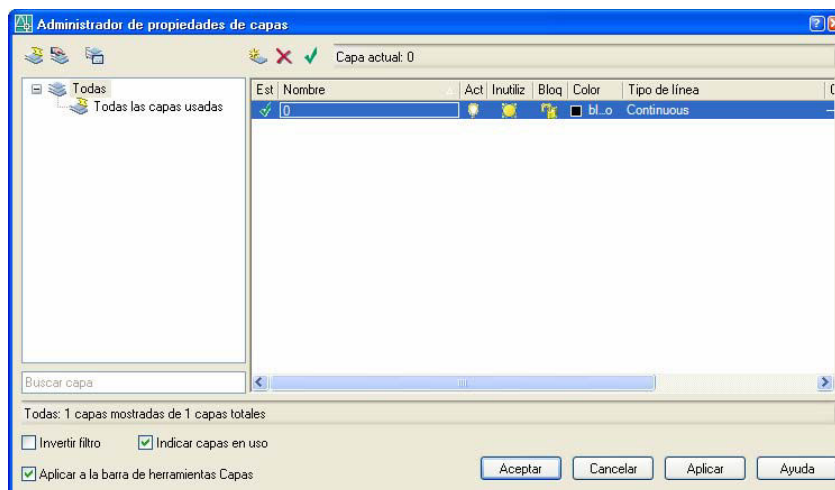 Administrador de propiedades de capas
Capa actual: 0
Todas
Todas las capas usadas
Est Nombre Act Inutiliz Bloq Color Tipo de línea
0 bl...o Continuous
Buscar capa
Todas: 1 capas mostradas de 1 capas totales
Invertir filtro Indicar capas en uso
Aplicar a la barra de herramientas Capas
Aceptar Cancelar Aplicar Ayuda